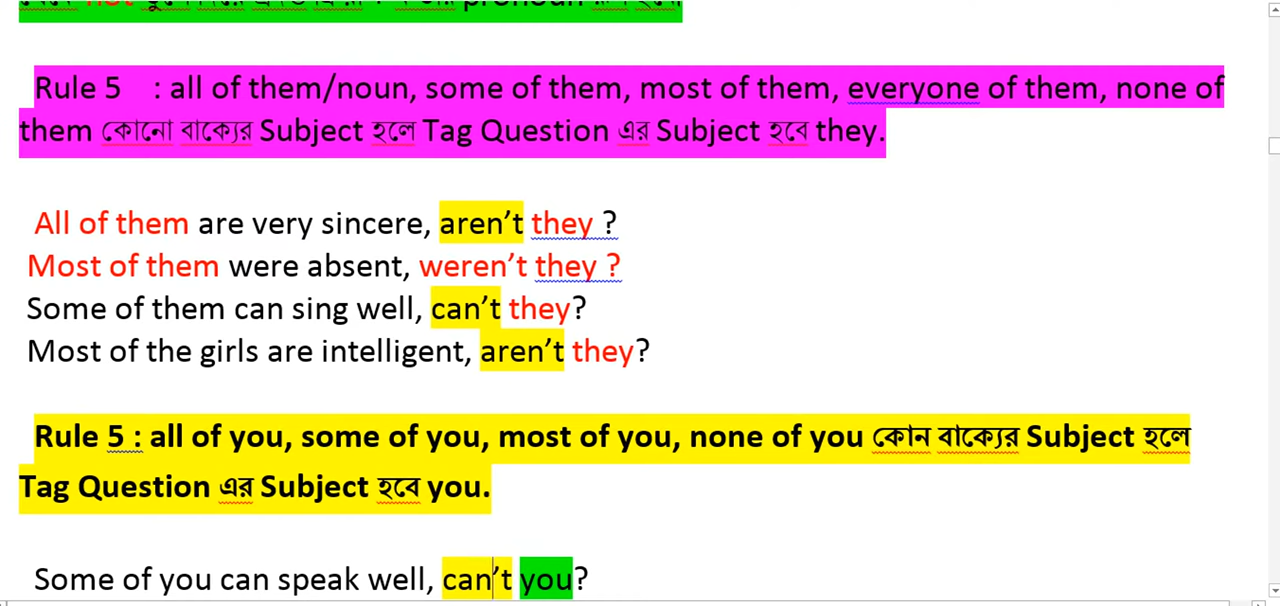 not
pronoun
Rule 5 : all of them/noun, some of them, most of them, everyone of them, none of
them কোনো বাক্যের Subject হলে Tag Question এর Subject হবে they.
All of them are very sincere, aren’t they ?
Most of them were absent, weren’t they ?
Some of them can sing well, can’t they?
Most of the girls are intelligent, aren’t they?
Rule 5 : all of you, some of you, most of you, none of you কোন বাক্যের Subject হলে
Tag Question এর Subject হবে you.
Some of you can speak well, can’t you?